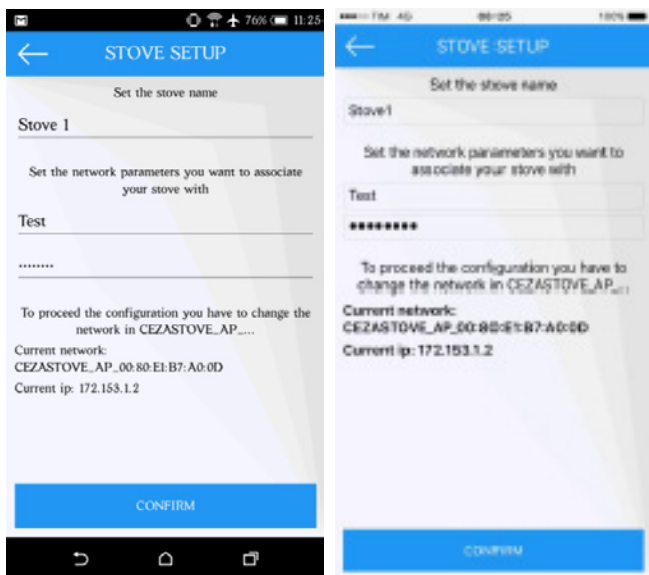 76% 11:25
STOVE SETUP
Set the stove name
Stove 1
Set the network parameters you want to associate
your stove with
Test
........
To proceed the configuration you have to change the
network in CEZASTOVE_AP_...
Current network:
CEZASTOVE_AP_00:80:E1:B7:A0:0D
Current ip: 172.153.1.2
CONFIRM
TIM 4G 100%
STOVE SETUP
Set the stove name
Stove1
Set the network parameters you want to
associate your stove with
Test
●●●●●●●●
To proceed the configuration you have to
change the network in CEZASTOVE_AP_...
Current network:
CEZASTOVE_AP_00:80:E1:B7:A0:0D
Current ip: 172.153.1.2
CONFIRM